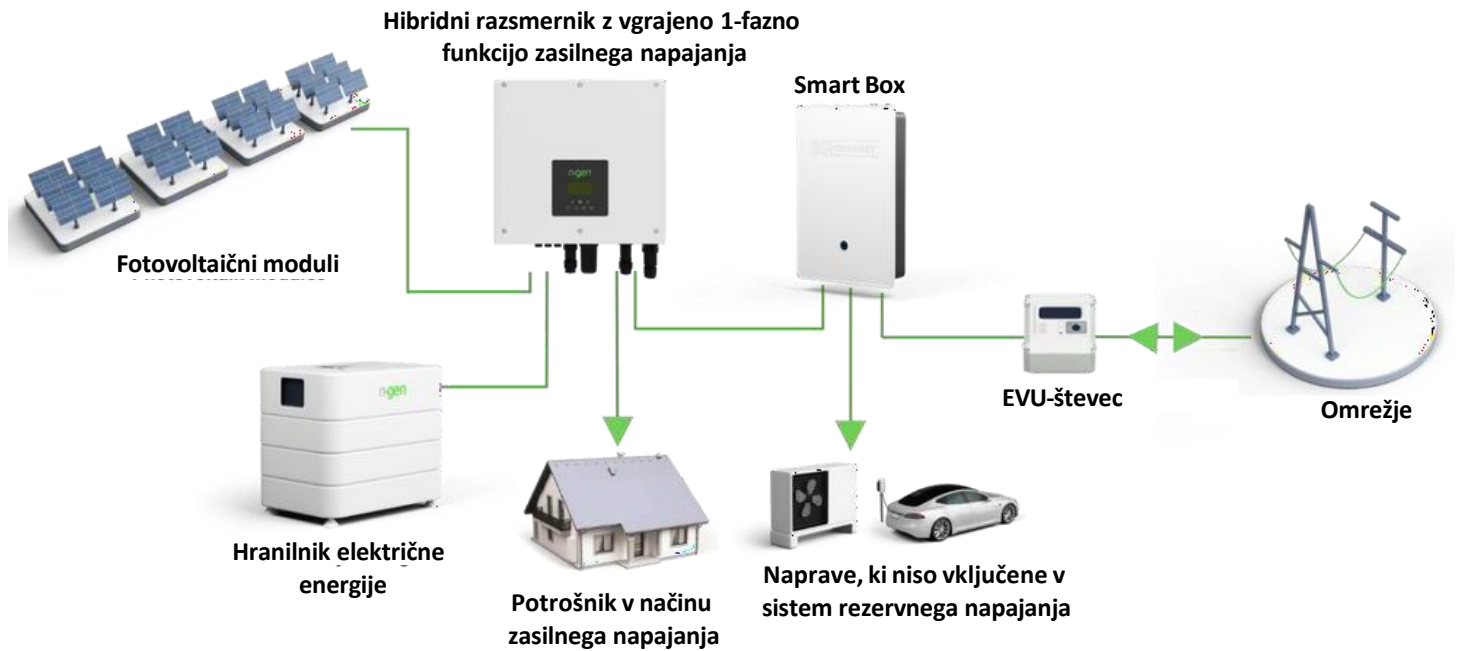 Hibridni razsmernik z vgrajeno 1-fazno
funkcijo zasilnega napajanja
Smart Box
n-gen
Fotovoltaični moduli
n-gen
EVU-števec
Omrežje
Hranilnik električne
energije
Potrošnik v načinu
zasilnega napajanja
Naprave, ki niso vključene v
sistem rezervnega napajanja